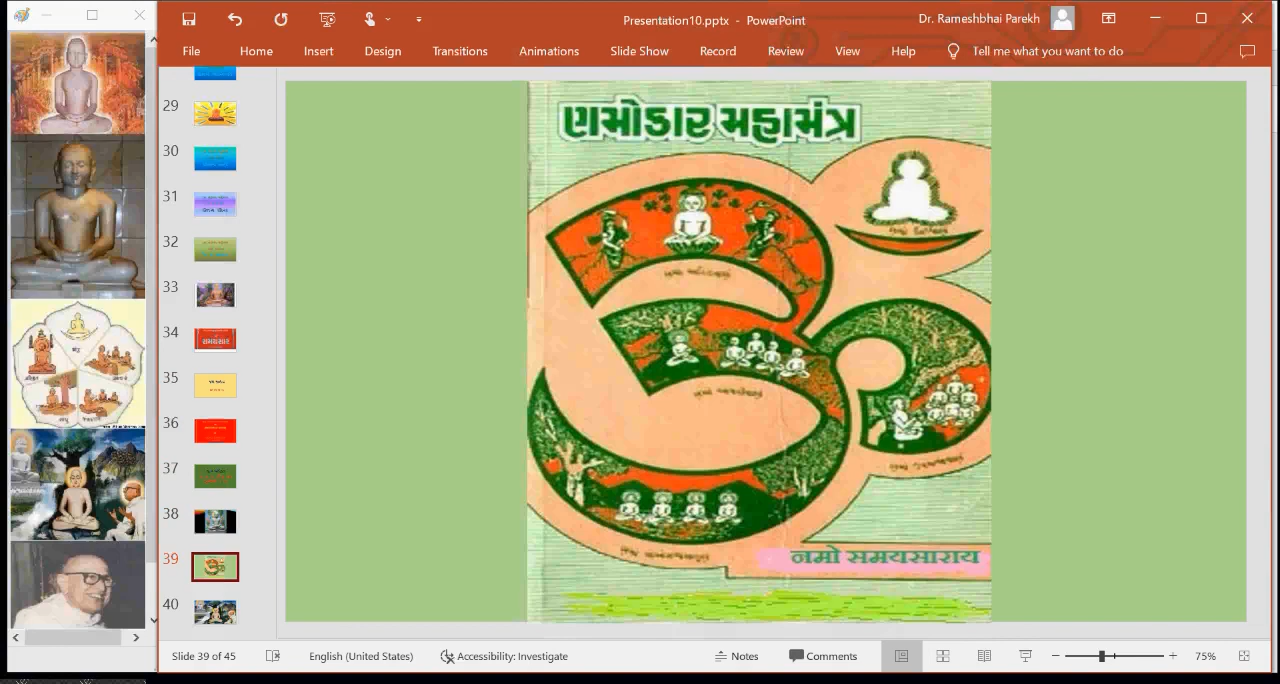 Presentation10.pptx - PowerPoint
Dr. Rameshbhai Parekh
File Home Insert Design Transitions Animations Slide Show Record Review View Help Tell me what you want to do
29
30
31
32
33
34
35
36
37
38
39
40
ણમોકાર મહામંત્ર
નમો સમયસારાય
Slide 39 of 45 English (United States) Accessibility: Investigate Notes Comments 75%